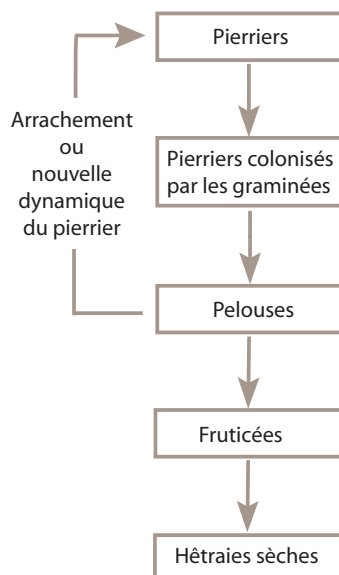 Pierriers
Arrachement
ou
nouvelle
dynamique
du pierrier
Pierriers colonisés
par les graminées
Pelouses
Fruticées
Hêtraies sèches